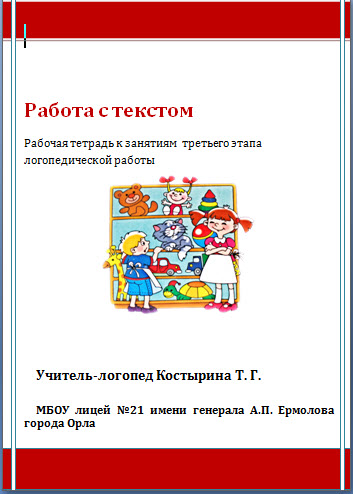 Работа с текстом
Рабочая тетрадь к занятиям третьего этапа
логопедической работы
Учитель-логопед Костырина Т. Г.
МБОУ лицей №21 имени генерала А.П. Ермолова
города Орла